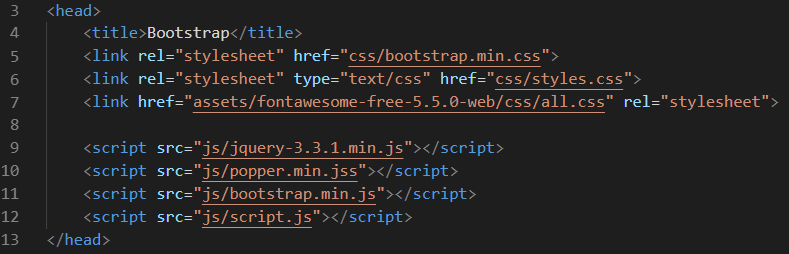 3 <head>
4 <title>Bootstrap</title>
5 <link rel="stylesheet" href="css/bootstrap.min.css">
6 <link rel="stylesheet" type="text/css" href="css/styles.css">
7 <link href="assets/fontawesome-free-5.5.0-web/css/all.css" rel="stylesheet">
8
9 <script src="js/jquery-3.3.1.min.js"></script>
10 <script src="js/popper.min.jss"></script>
11 <script src="js/bootstrap.min.js"></script>
12 <script src="js/script.js"></script>
13 </head>